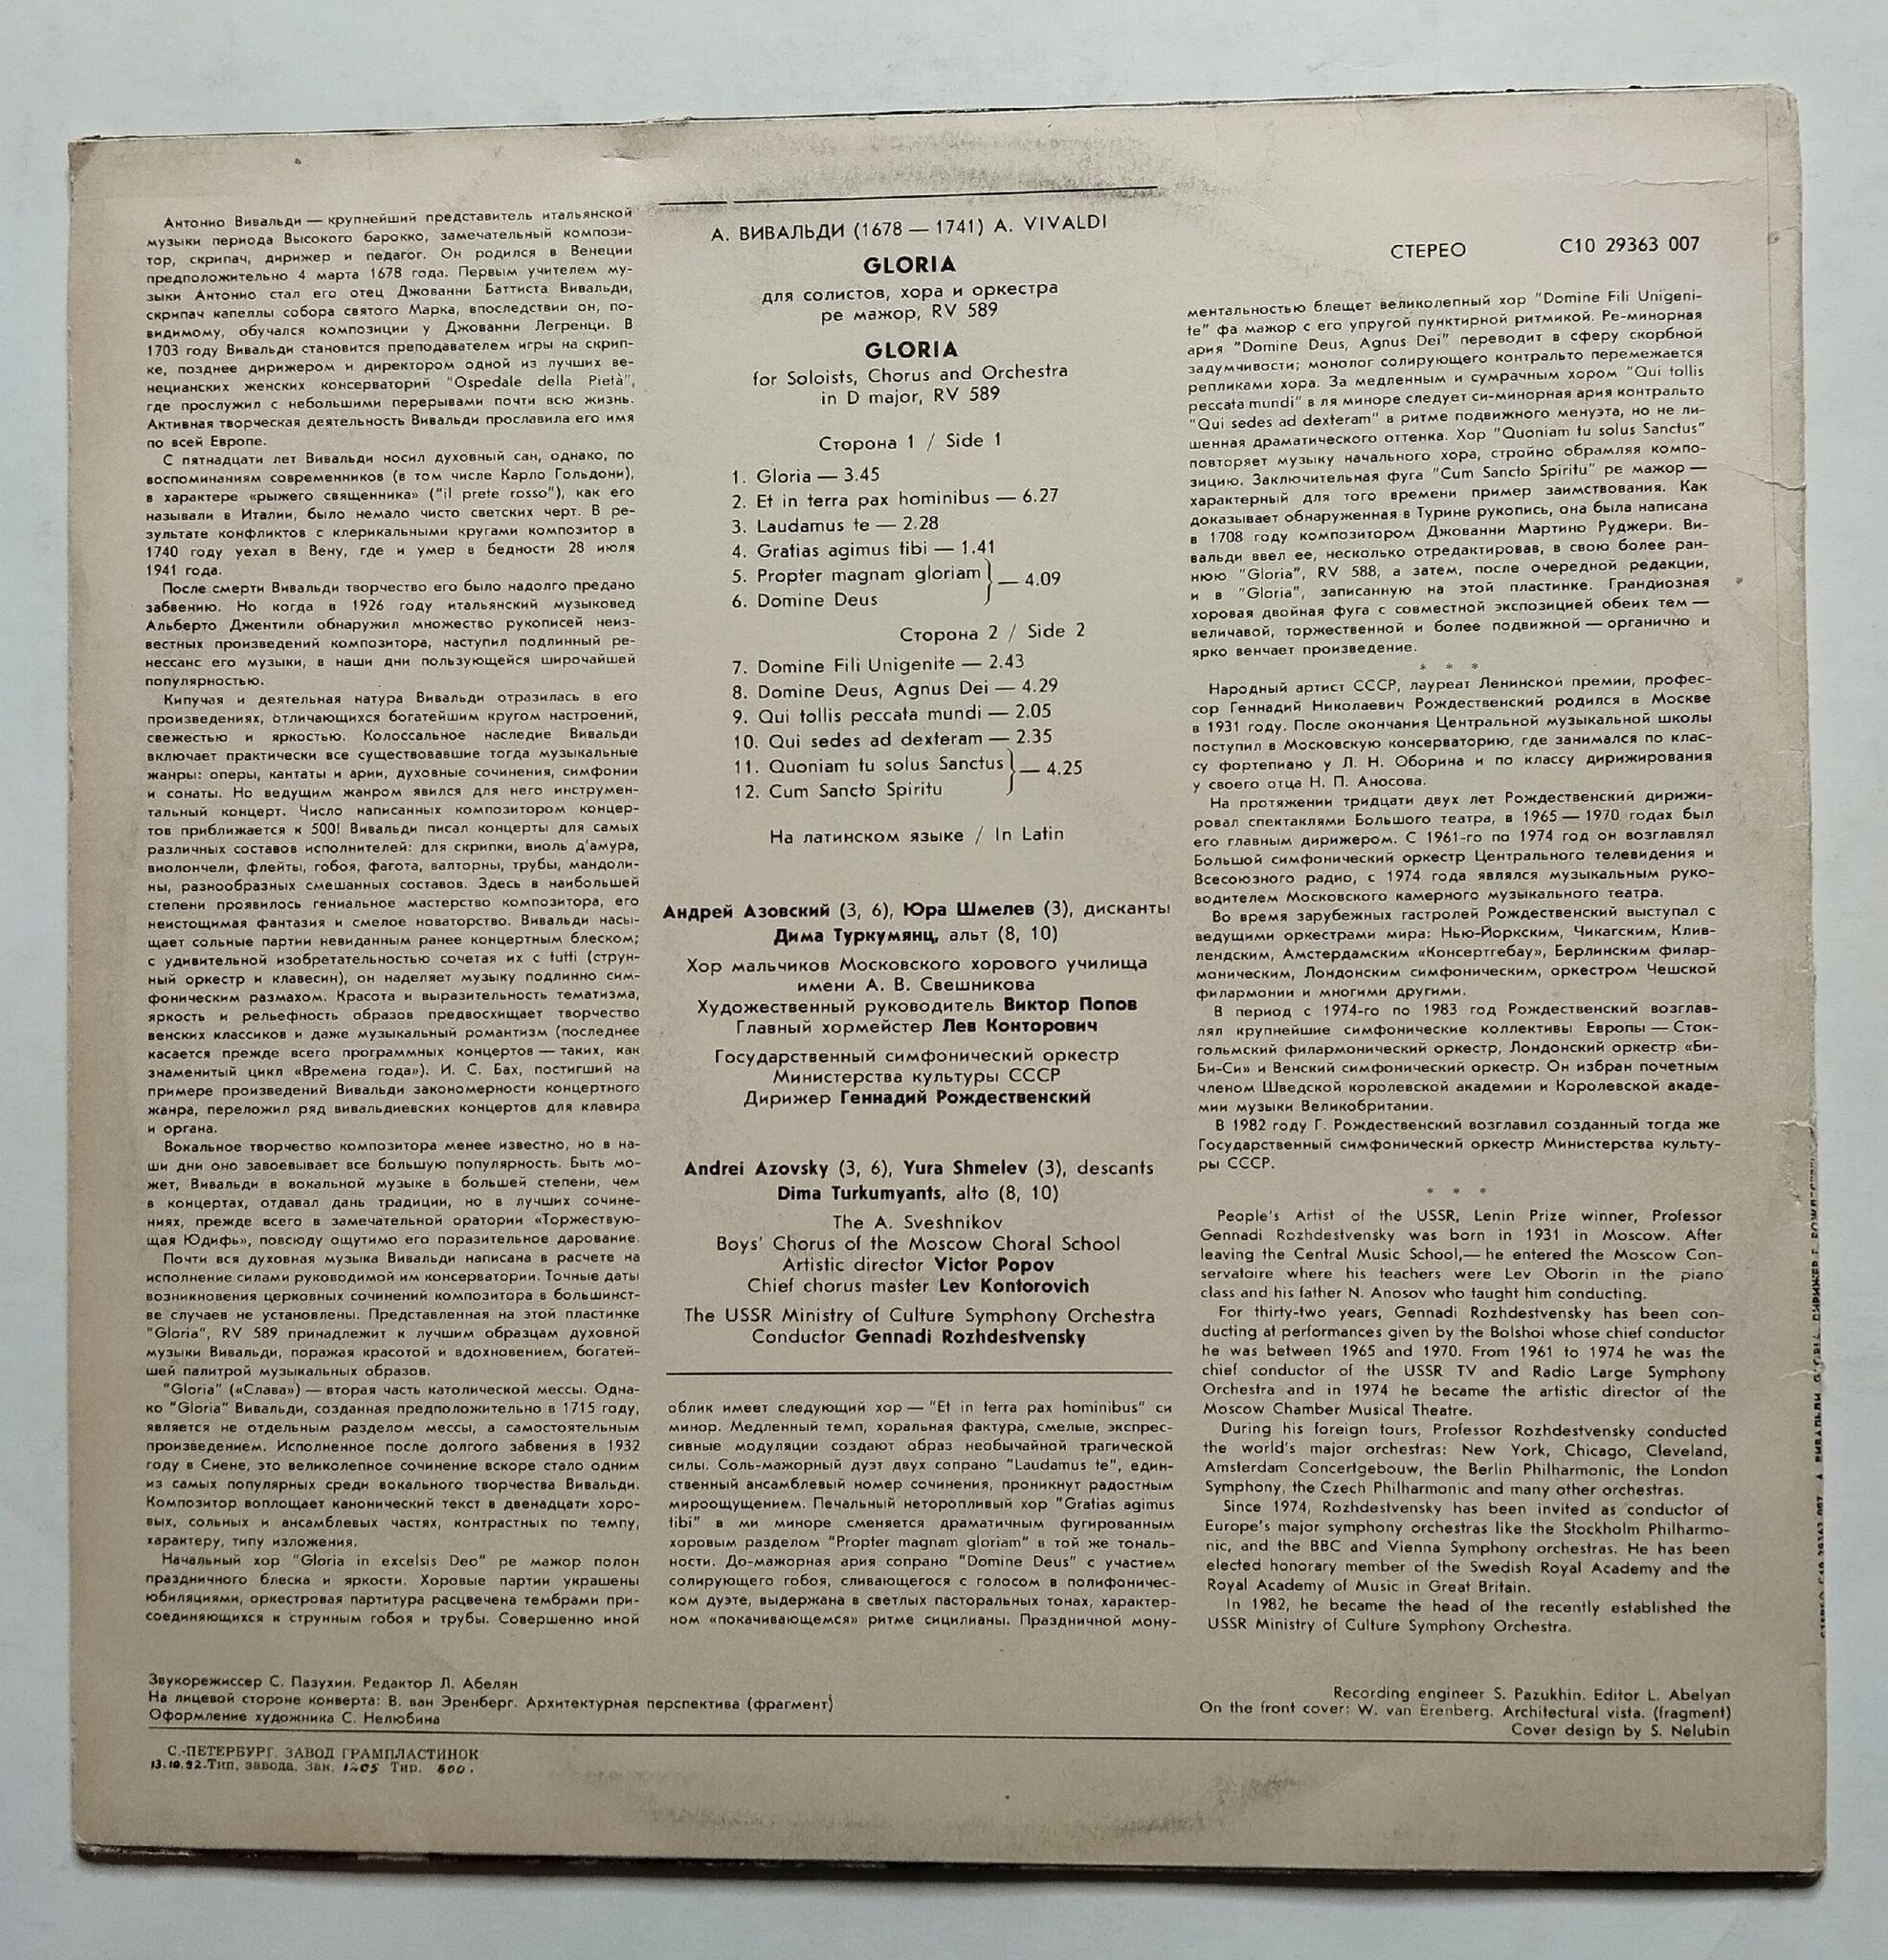 Антонио Вивальди — крупнейший представитель итальянской
музыки периода Высокого барокко, замечательный компози-
тор, скрипач, дирижер и педагог. Он родился в Венеции
предположительно 4 марта 1678 года. Первым учителем му-
зыки Антонио стал его отец Джованни Баттиста Вивальди,
скрипач капеллы собора святого Марка, впоследствии он, по-
видимому, обучался композиции у Джованни Легренци. В
1703 году Вивальди становится преподавателем игры на скрип-
ке, позднее дирижером и директором одной из лучших ве-
нецианских женских консерваторий "Ospedale della Pietà",
где прослужил с небольшими перерывами почти всю жизнь.
Активная творческая деятельность Вивальди прославила его имя
по всей Европе.
С пятнадцати лет Вивальди носил духовный сан, однако, по
воспоминаниям современников (в том числе Карло Гольдони),
в характере «рыжего священника» ("il prete rosso"), как его
называли в Италии, было немало чисто светских черт. В ре-
зультате конфликтов с клерикальными кругами композитор в
1740 году уехал в Вену, где и умер в бедности 28 июля
1941 года.
После смерти Вивальди творчество его было надолго предано
забвению. Но когда в 1926 году итальянский музыковед
Альберто Джентили обнаружил множество рукописей неиз-
вестных произведений композитора, наступил подлинный ре-
нессанс его музыки, в наши дни пользующейся широчайшей
популярностью.
Кипучая и деятельная натура Вивальди отразилась в его
произведениях, отличающихся богатейшим кругом настроений,
свежестью и яркостью. Колоссальное наследие Вивальди
включает практически все существовавшие тогда музыкальные
жанры: оперы, кантаты и арии, духовные сочинения, симфонии
и сонаты. Но ведущим жанром явился для него инструмен-
тальный концерт. Число написанных композитором концер-
тов приближается к 500! Вивальди писал концерты для самых
различных составов исполнителей: для скрипки, виоль д'амура,
виолончели, флейты, гобоя, фагота, валторны, трубы, мандоли-
ны, разнообразных смешанных составов. Здесь в наибольшей
степени проявилось гениальное мастерство композитора, его
неистощимая фантазия и смелое новаторство. Вивальди насы-
щает сольные партии невиданным ранее концертным блеском;
с удивительной изобретательностью сочетая их с tutti (струн-
ный оркестр и клавесин), он наделяет музыку подлинно сим-
фоническим размахом. Красота и выразительность тематизма,
яркость и рельефность образов предвосхищает творчество
венских классиков и даже музыкальный романтизм (последнее
касается прежде всего программных концертов — таких, как
знаменитый цикл «Времена года»). И. С. Бах, постигший на
примере произведений Вивальди закономерности концертного
жанра, переложил ряд вивальдиевских концертов для клавира
и органа.
Вокальное творчество композитора менее известно, но в на-
ши дни оно завоевывает все большую популярность. Быть мо-
жет, Вивальди в вокальной музыке в большей степени, чем
в концертах, отдавал дань традиции, но в лучших сочине-
ниях, прежде всего в замечательной оратории «Торжествую-
щая Юдифь», повсюду ощутимо его поразительное дарование.
Почти вся духовная музыка Вивальди написана в расчете на
исполнение силами руководимой им консерватории. Точные даты
возникновения церковных сочинений композитора в большинст-
ве случаев не установлены. Представленная на этой пластинке
"Gloria", RV 589 принадлежит к лучшим образцам духовной
музыки Вивальди, поражая красотой и вдохновением, богатей-
шей палитрой музыкальных образов.
"Gloria" («Слава») — вторая часть католической мессы. Одна-
ко "Gloria" Вивальди, созданная предположительно в 1715 году,
является не отдельным разделом мессы, а самостоятельным
произведением. Исполненное после долгого забвения в 1932
году в Сиене, это великолепное сочинение вскоре стало одним
из самых популярных среди вокального творчества Вивальди.
Композитор воплощает канонический текст в двенадцати хоро-
вых, сольных и ансамблевых частях, контрастных по темпу,
характеру, типу изложения.
Начальный хор "Gloria in excelsis Deo" ре мажор полон
праздничного блеска и яркости. Хоровые партии украшены
юбиляциями, оркестровая партитура расцвечена тембрами при-
соединяющихся к струнным гобоя и трубы. Совершенно иной
А. ВИВАЛЬДИ (1678 — 1741) A. VIVALDI
GLORIA
для солистов, хора и оркестра
ре мажор, RV 589
GLORIA
for Soloists, Chorus and Orchestra
in D major, RV 589
Сторона 1 / Side 1
1. Gloria — 3.45
2. Et in terra pax hominibus — 6.27
3. Laudamus te — 2.28
4. Gratias agimus tibi — 1.41
5. Propter magnam gloriam — 4.09
6. Domine Deus
Сторона 2 / Side 2
7. Domine Fili Unigenite — 2.43
8. Domine Deus, Agnus Dei — 4.29
9. Qui tollis peccata mundi — 2.05
10. Qui sedes ad dexteram — 2.35
11. Quoniam tu solus Sanctus — 4.25
12. Cum Sancto Spiritu
На латинском языке / In Latin
Андрей Азовский (3, 6), Юра Шмелев (3), дисканты
Дима Туркумянц, альт (8, 10)
Хор мальчиков Московского хорового училища
имени А. В. Свешникова
Художественный руководитель Виктор Попов
Главный хормейстер Лев Конторович
Государственный симфонический оркестр
Министерства культуры СССР
Дирижер Геннадий Рождественский
Andrei Azovsky (3, 6), Yura Shmelev (3), descants
Dima Turkumyants, alto (8, 10)
The A. Sveshnikov
Boys' Chorus of the Moscow Choral School
Artistic director Victor Popov
Chief chorus master Lev Kontorovich
The USSR Ministry of Culture Symphony Orchestra
Conductor Gennadi Rozhdestvensky
облик имеет следующий хор — "Et in terra pax hominibus" си
минор. Медленный темп, хоральная фактура, смелые, экспрес-
сивные модуляции создают образ необычайной трагической
силы. Соль-мажорный дуэт двух сопрано "Laudamus te", един-
ственный ансамблевый номер сочинения, проникнут радостным
мироощущением. Печальный неторопливый хор "Gratias agimus
tibi" в ми миноре сменяется драматичным фугированным
хоровым разделом "Propter magnam gloriam" в той же тональ-
ности. До-мажорная ария сопрано "Domine Deus" с участием
солирующего гобоя, сливающегося с голосом в полифоничес-
ком дуэте, выдержана в светлых пасторальных тонах, характер-
ном «покачивающемся» ритме сицилианы. Праздничной мону-
СТЕРЕО С10 29363 007
ментальностью блещет великолепный хор "Domine Fili Unigeni-
te" фа мажор с его упругой пунктирной ритмикой. Ре-минорная
ария "Domine Deus, Agnus Dei" переводит в сферу скорбной
задумчивости; монолог солирующего контральто перемежается
репликами хора. За медленным и сумрачным хором "Qui tollis
peccata mundi" в ля миноре следует си-минорная ария контральто
"Qui sedes ad dexteram" в ритме подвижного менуэта, но не ли-
шенная драматического оттенка. Хор "Quoniam tu solus Sanctus"
повторяет музыку начального хора, стройно обрамляя компо-
зицию. Заключительная фуга "Cum Sancto Spiritu" ре мажор —
характерный для того времени пример заимствования. Как
доказывает обнаруженная в Турине рукопись, она была написана
в 1708 году композитором Джованни Мартино Руджери. Ви-
вальди ввел ее, несколько отредактировав, в свою более ран-
нюю "Gloria", RV 588, а затем, после очередной редакции,
и в "Gloria", записанную на этой пластинке. Грандиозная
хоровая двойная фуга с совместной экспозицией обеих тем —
величавой, торжественной и более подвижной — органично и
ярко венчает произведение.
* * *
Народный артист СССР, лауреат Ленинской премии, профес-
сор Геннадий Николаевич Рождественский родился в Москве
в 1931 году. После окончания Центральной музыкальной школы
поступил в Московскую консерваторию, где занимался по клас-
су фортепиано у Л. Н. Оборина и по классу дирижирования
у своего отца Н. П. Аносова.
На протяжении тридцати двух лет Рождественский дирижи-
ровал спектаклями Большого театра, в 1965 — 1970 годах был
его главным дирижером. С 1961-го по 1974 год он возглавлял
Большой симфонический оркестр Центрального телевидения и
Всесоюзного радио, с 1974 года являлся музыкальным руко-
водителем Московского камерного музыкального театра.
Во время зарубежных гастролей Рождественский выступал с
ведущими оркестрами мира: Нью-Йоркским, Чикагским, Клив-
лендским, Амстердамским «Консертгебау», Берлинским филар-
моническим, Лондонским симфоническим, оркестром Чешской
филармонии и многими другими.
В период с 1974-го по 1983 год Рождественский возглав-
лял крупнейшие симфонические коллективы Европы — Сток-
гольмский филармонический оркестр, Лондонский оркестр «Би-
Би-Си» и Венский симфонический оркестр. Он избран почетным
членом Шведской королевской академии и Королевской акаде-
мии музыки Великобритании.
В 1982 году Г. Рождественский возглавил созданный тогда же
Государственный симфонический оркестр Министерства культу-
ры СССР.
* * *
People's Artist of the USSR, Lenin Prize winner, Professor
Gennadi Rozhdestvensky was born in 1931 in Moscow. After
leaving the Central Music School,— he entered the Moscow Con-
servatoire where his teachers were Lev Oborin in the piano
class and his father N. Anosov who taught him conducting.
For thirty-two years, Gennadi Rozhdestvensky has been con-
ducting at performances given by the Bolshoi whose chief conductor
he was between 1965 and 1970. From 1961 to 1974 he was the
chief conductor of the USSR TV and Radio Large Symphony
Orchestra and in 1974 he became the artistic director of the
Moscow Chamber Musical Theatre.
During his foreign tours, Professor Rozhdestvensky conducted
the world's major orchestras: New York, Chicago, Cleveland,
Amsterdam Concertgebouw, the Berlin Philharmonic, the London
Symphony, the Czech Philharmonic and many other orchestras.
Since 1974, Rozhdestvensky has been invited as conductor of
Europe's major symphony orchestras like the Stockholm Philharmo-
nic, and the BBC and Vienna Symphony orchestras. He has been
elected honorary member of the Swedish Royal Academy and the
Royal Academy of Music in Great Britain.
In 1982, he became the head of the recently established the
USSR Ministry of Culture Symphony Orchestra.
Звукорежиссер С. Пазухин. Редактор Л. Абелян
На лицевой стороне конверта: В. ван Эренберг. Архитектурная перспектива (фрагмент)
Оформление художника С. Нелюбина
Recording engineer S. Pazukhin. Editor L. Abelyan
On the front cover: W. van Erenberg. Architectural vista. (fragment)
Cover design by S. Nelubin
С.-ПЕТЕРБУРГ. ЗАВОД ГРАМПЛАСТИНОК
13.10.92.Тип. завода. Зак. 1205 Тир. 600.